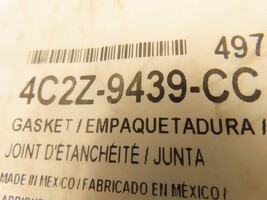 497
4C2Z-9439-CC
GASKET / EMPAQUETADURA /
JOINT D'ÉTANCHÉITÉ / JUNTA
MADE IN MEXICO / FABRICADO EN MÉXICO /